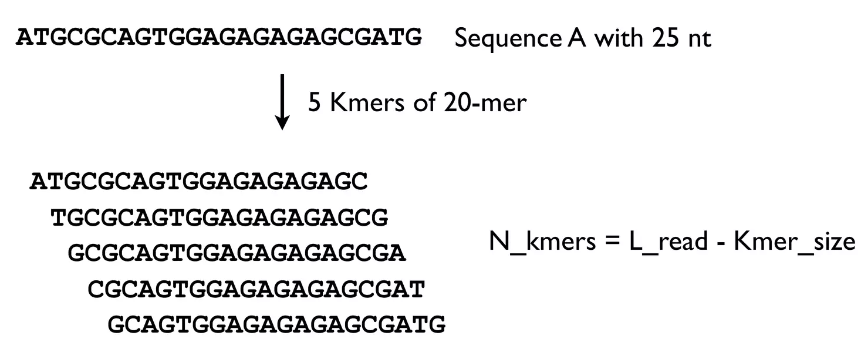 ATGCGCAGTGGAGAGAGAGCGATG Sequence A with 25 nt
5 Kmers of 20-mer
ATGCGCAGTGGAGAGAGAGC
TGCGCAGTGGAGAGAGAGCG
GCGCAGTGGAGAGAGAGCGA
N_kmers = L_read - Kmer_size
CGCAGTGGAGAGAGAGCGAT
GCAGTGGAGAGAGAGCGATG